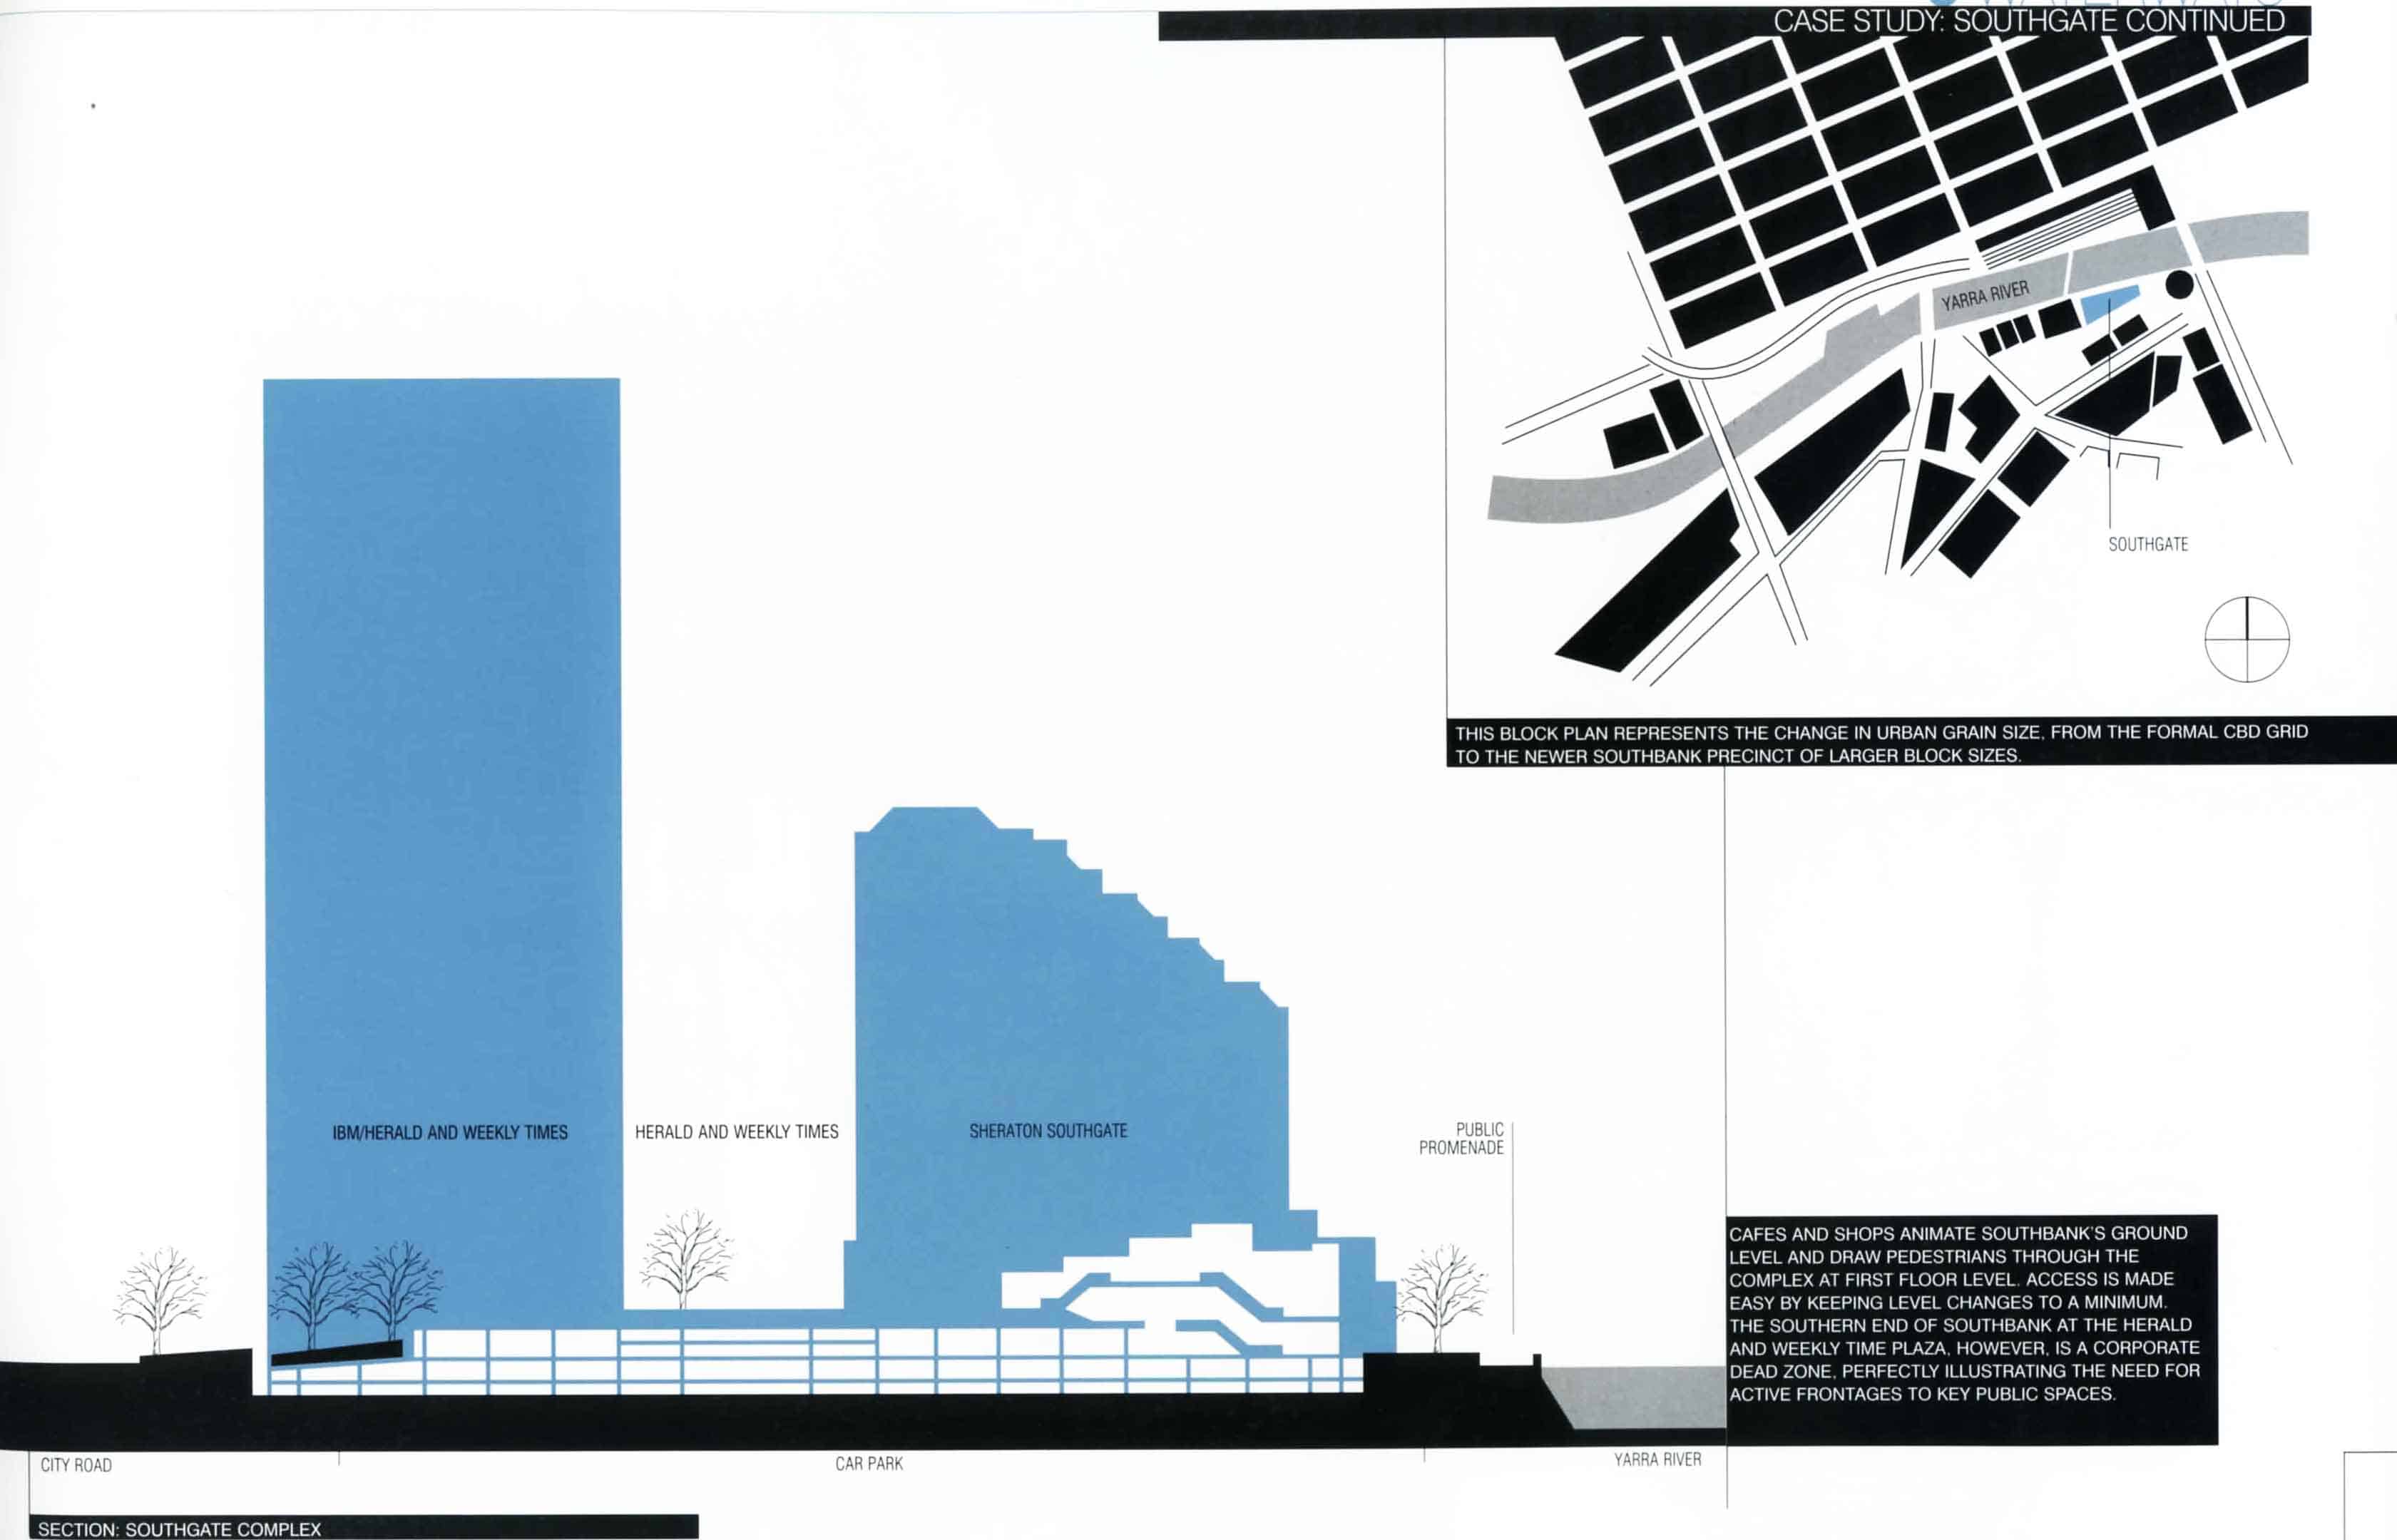 CASE STUDY: SOUTHGATE CONTINUED
YARRA RIVER
SOUTHGATE
THIS BLOCK PLAN REPRESENTS THE CHANGE IN URBAN GRAIN SIZE, FROM THE FORMAL CBD GRID
TO THE NEWER SOUTHBANK PRECINCT OF LARGER BLOCK SIZES.
IBM/HERALD AND WEEKLY TIMES
HERALD AND WEEKLY TIMES
SHERATON SOUTHGATE
PUBLIC
PROMENADE
CAFES AND SHOPS ANIMATE SOUTHBANK'S GROUND
LEVEL AND DRAW PEDESTRIANS THROUGH THE
COMPLEX AT FIRST FLOOR LEVEL. ACCESS IS MADE
EASY BY KEEPING LEVEL CHANGES TO A MINIMUM.
THE SOUTHERN END OF SOUTHBANK AT THE HERALD
AND WEEKLY TIME PLAZA, HOWEVER, IS A CORPORATE
DEAD ZONE, PERFECTLY ILLUSTRATING THE NEED FOR
ACTIVE FRONTAGES TO KEY PUBLIC SPACES.
CITY ROAD
CAR PARK
YARRA RIVER
SECTION: SOUTHGATE COMPLEX